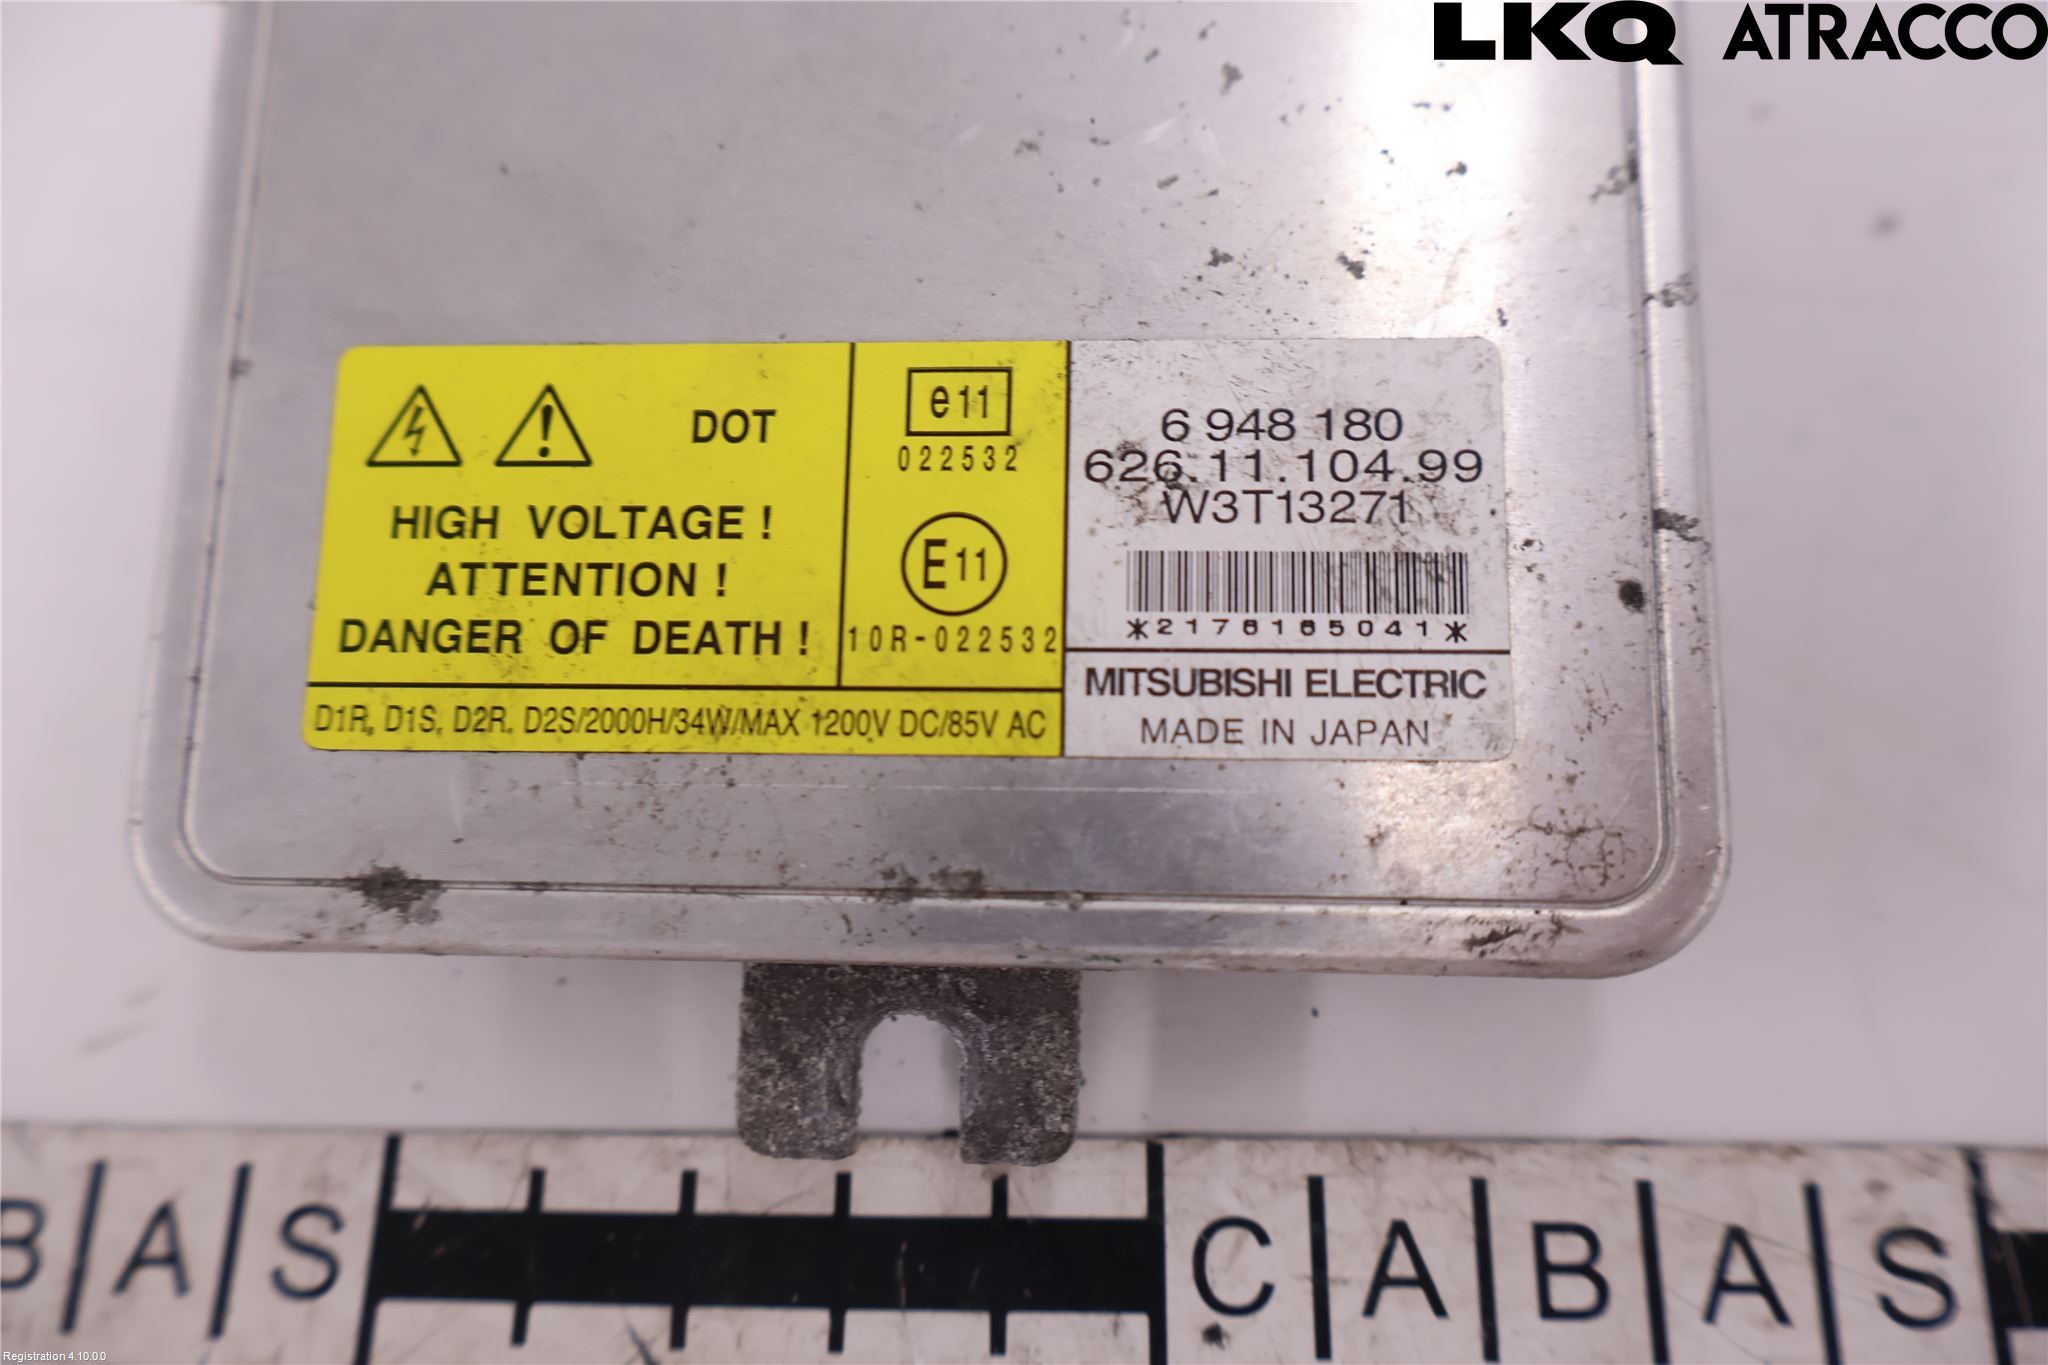 LKQ ATRACCO
DOT
HIGH VOLTAGE !
ATTENTION !
DANGER OF DEATH !
e11
022532
E11
10R-022532
D1R, D1S, D2R, D2S/2000H/34W/MAX 1200V DC/85V AC
6 948 180
626.11.104.99
W3T13271
*2176165041*
MITSUBISHI ELECTRIC
MADE IN JAPAN
B A S C A B A S
Registration 4.10.0.0